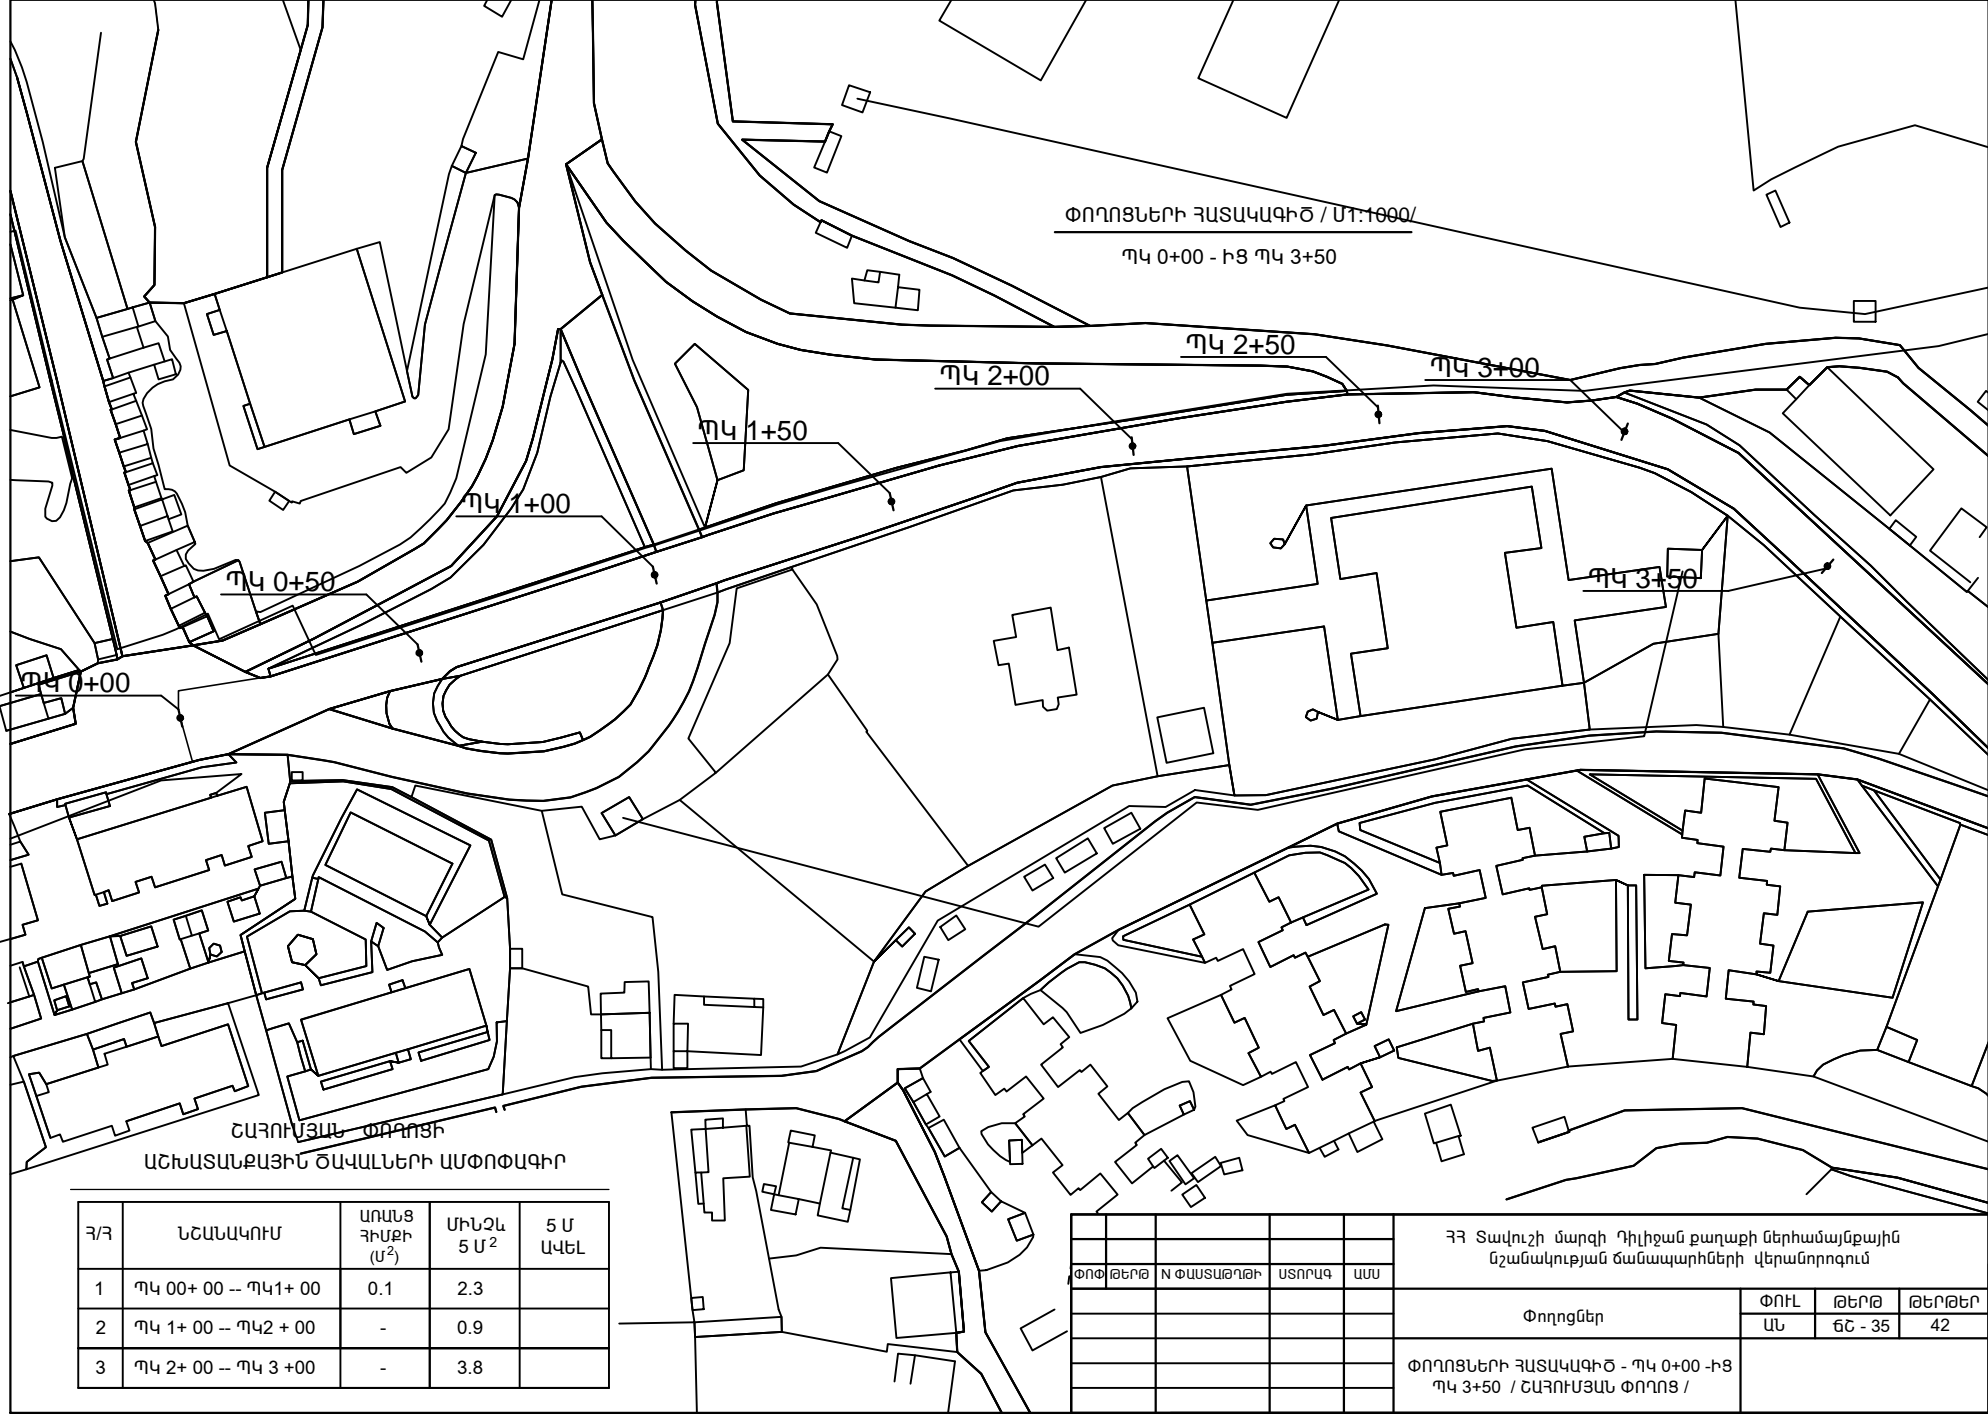 ՓՈՂՈՑՆԵՐԻ ՀԱՏԱԿԱԳԻԾ / Մ1:1000/
ՊԿ 0+00 - ԻՑ ՊԿ 3+50
ՊԿ 2+50
ՊԿ 3+00
ՊԿ 2+00
ՊԿ 1+50
ՊԿ 1+00
ՊԿ 0+50
ՊԿ 3+50
ՊԿ 0+00
ՇԱՀՈՒՄՅԱՆ ՓՈՂՈՑԻ
ԱՇԽԱՏԱՆՔԱՅԻՆ ԾԱՎԱԼՆԵՐԻ ԱՄՓՈՓԱԳԻՐ
Հ/Հ ՆՇԱՆԱԿՈՒՄ ԱՌԱՆՑ ՀԻՄՔԻ (Մ²) ՄԻՆՉև 5 Մ² 5 Մ ԱՎԵԼ
1 ՊԿ 00+ 00 -- ՊԿ1+ 00 0.1 2.3
2 ՊԿ 1+ 00 -- ՊԿ2 + 00 - 0.9
3 ՊԿ 2+ 00 -- ՊԿ 3 +00 - 3.8
ՀՀ Տավուշի մարզի Դիլիջան քաղաքի ներհամայնքային
նշանակության ճանապարհների վերանորոգում
ՓՈՓ ԹԵՐԹ N ՓԱՍՏԱԹՂԹԻ ՍՏՈՐԱԳ ԱՄՍ
Փողոցներ
ՓՈՒԼ ԹԵՐԹ ԹԵՐԹԵՐ
ԱՆ ՃՇ - 35 42
ՓՈՂՈՑՆԵՐԻ ՀԱՏԱԿԱԳԻԾ - ՊԿ 0+00 -ԻՑ
ՊԿ 3+50 / ՇԱՀՈՒՄՅԱՆ ՓՈՂՈՑ /